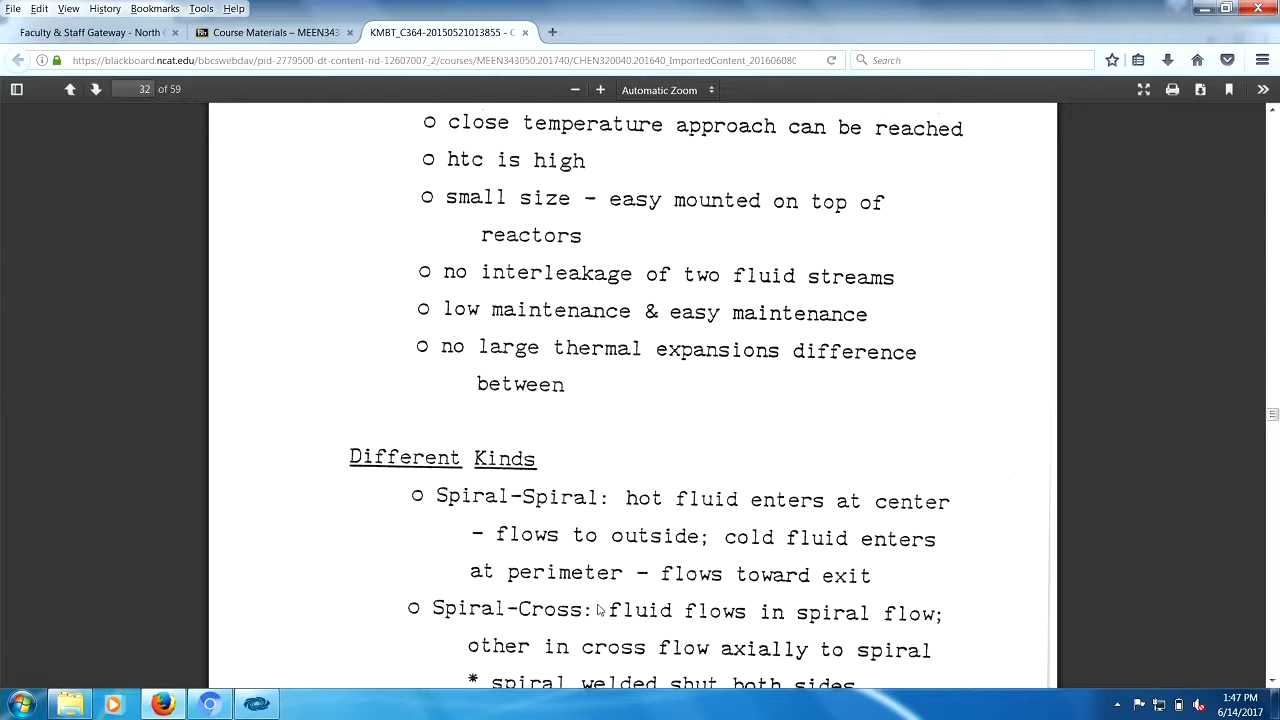 File Edit View History Bookmarks Tools Help
Faculty & Staff Gateway - North
Course Materials – MEEN343
KMBT_C364-20150521013855 - C
https://blackboard.ncat.edu/bbcswebdav/pid-2779500-dt-content-rid-12607007_2/courses/MEEN343050.201740/CHEN320040.201640_ImportedContent_201606080
Search
32 of 59
Automatic Zoom
o close temperature approach can be reached
o htc is high
o small size - easy mounted on top of
reactors
o no interleakage of two fluid streams
o low maintenance & easy maintenance
o no large thermal expansions difference
between
Different Kinds
o Spiral-Spiral: hot fluid enters at center
- flows to outside; cold fluid enters
at perimeter - flows toward exit
o Spiral-Cross: fluid flows in spiral flow;
other in cross flow axially to spiral
* spiral welded shut both sides
1:47 PM
6/14/2017